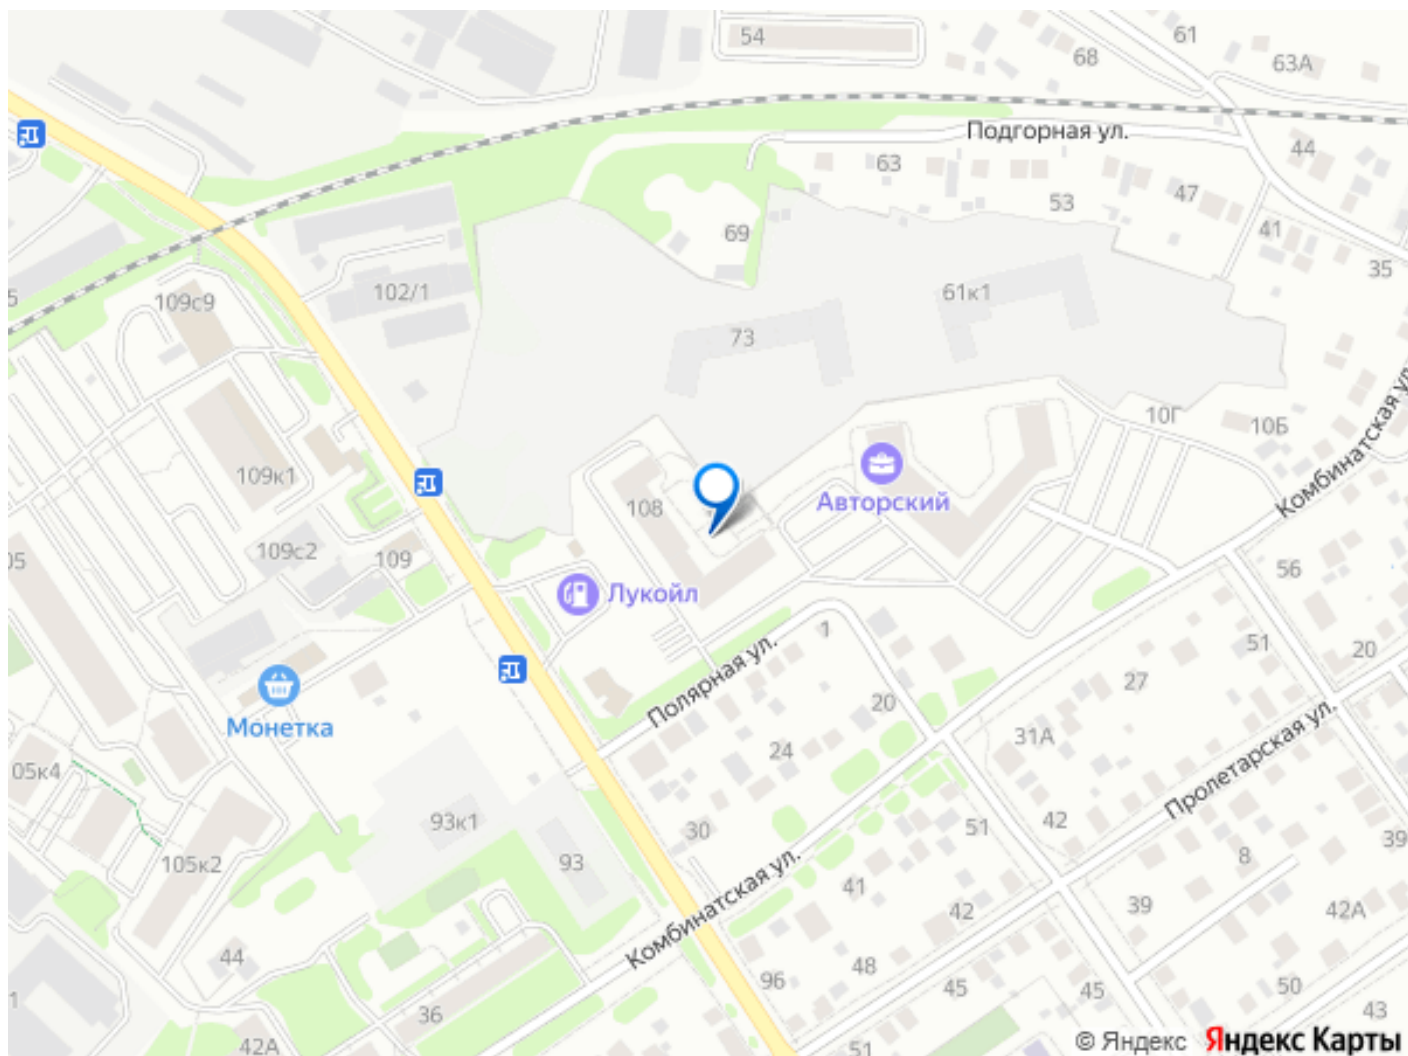 54
61
68
63А
Подгорная ул.
63
44
53
47
69
41
35
5
109с9
102/1
61к1
73
10Г
10Б
Комбинатская ул.
109к1
Авторский
108
109с2
109
05
56
Лукойл
1
51
20
Полярная ул.
27
Монетка
20
31А
Пролетарская ул.
24
05к4
93к1
30
51
42
39
105к2
93
8
Комбинатская ул.
41
39
42
42А
44
48
96
45
45
50
1
36
43
42А
51
© Яндекс Яндекс Карты